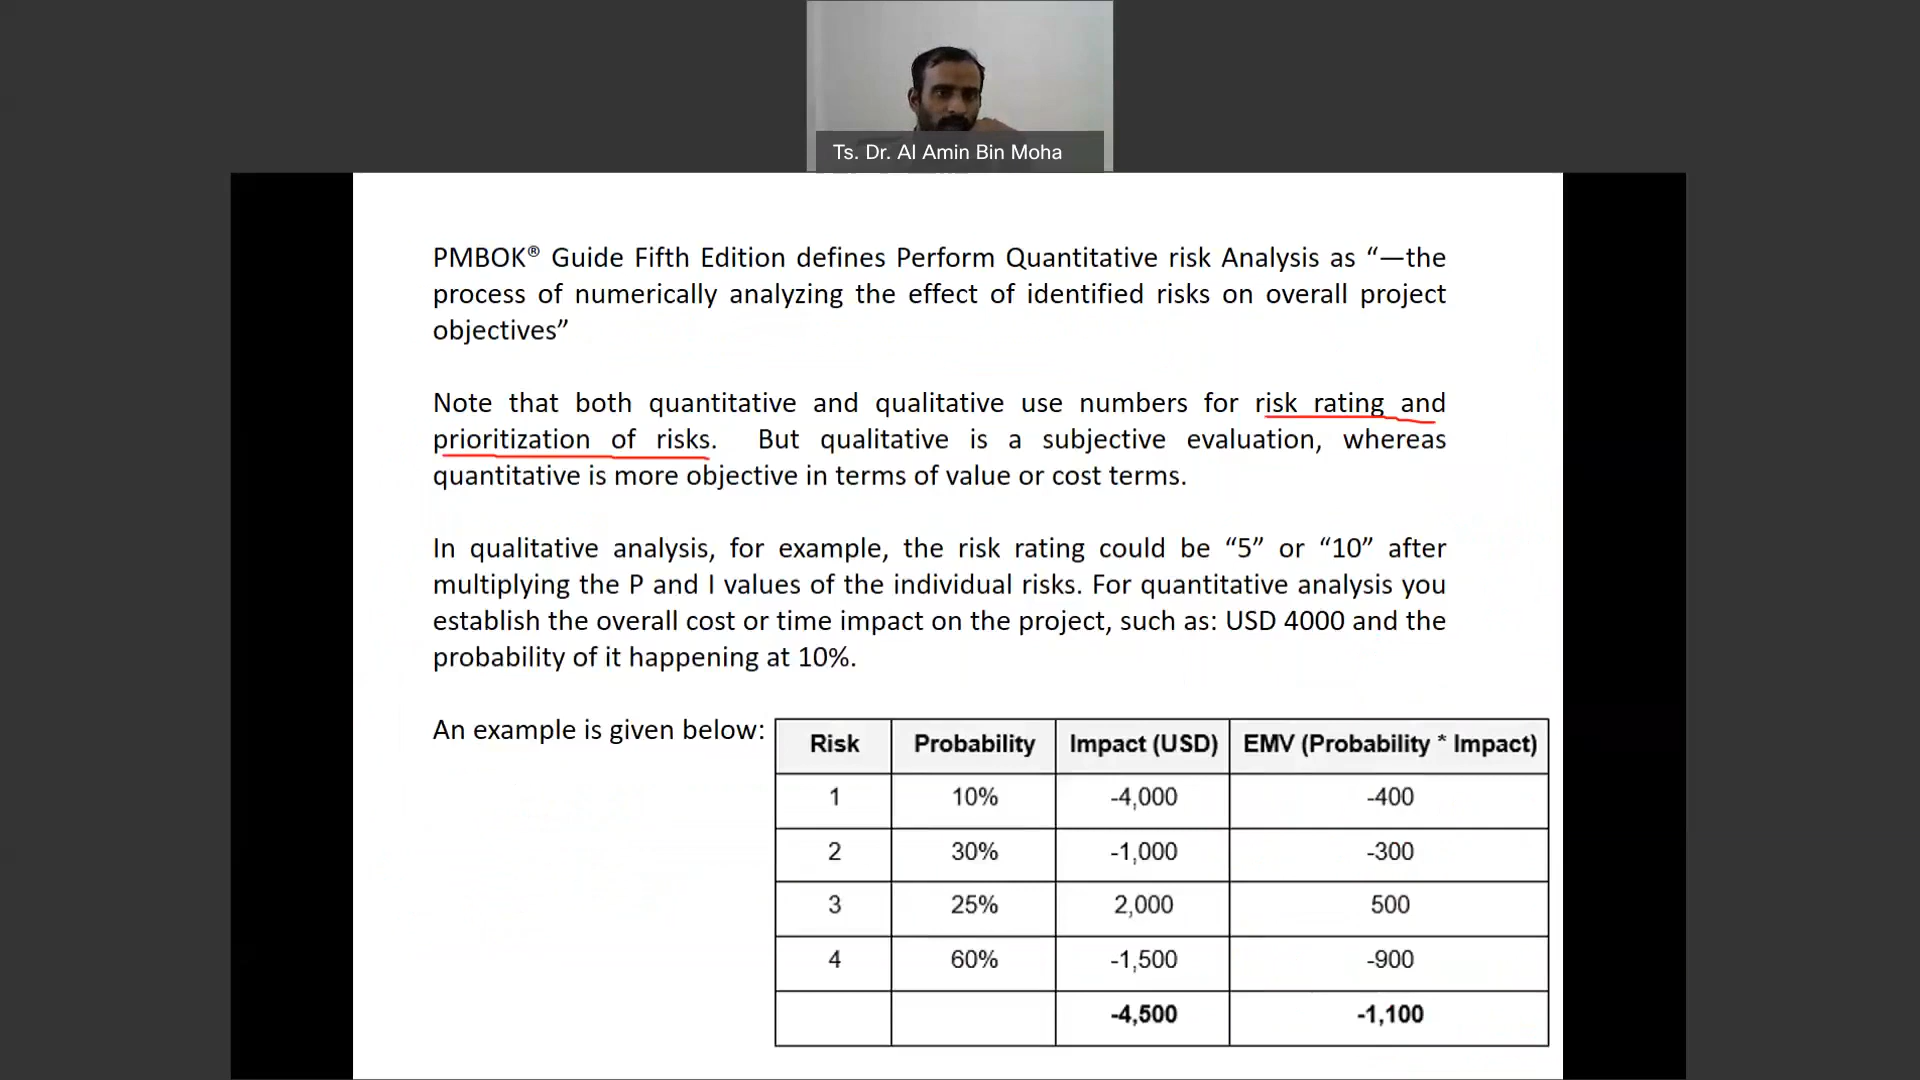 Ts. Dr. Al Amin Bin Moha
PMBOK® Guide Fifth Edition defines Perform Quantitative risk Analysis as “—the
process of numerically analyzing the effect of identified risks on overall project
objectives”
Note that both quantitative and qualitative use numbers for risk rating and
prioritization of risks. But qualitative is a subjective evaluation, whereas
quantitative is more objective in terms of value or cost terms.
In qualitative analysis, for example, the risk rating could be “5” or “10” after
multiplying the P and I values of the individual risks. For quantitative analysis you
establish the overall cost or time impact on the project, such as: USD 4000 and the
probability of it happening at 10%.
An example is given below:
Risk Probability Impact (USD) EMV (Probability * Impact)
1 10% -4,000 -400
2 30% -1,000 -300
3 25% 2,000 500
4 60% -1,500 -900
-4,500 -1,100